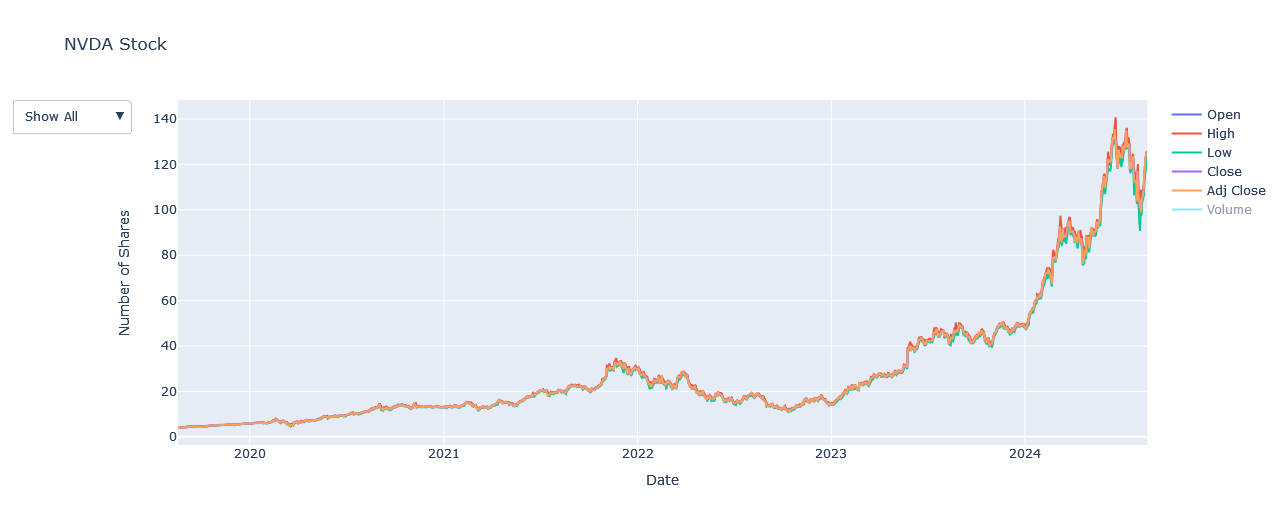 NVDA Stock
Show All ▼
140
120
100
80
60
40
20
0
Number of Shares
2020 2021 2022 2023 2024
Date
Open
High
Low
Close
Adj Close
Volume